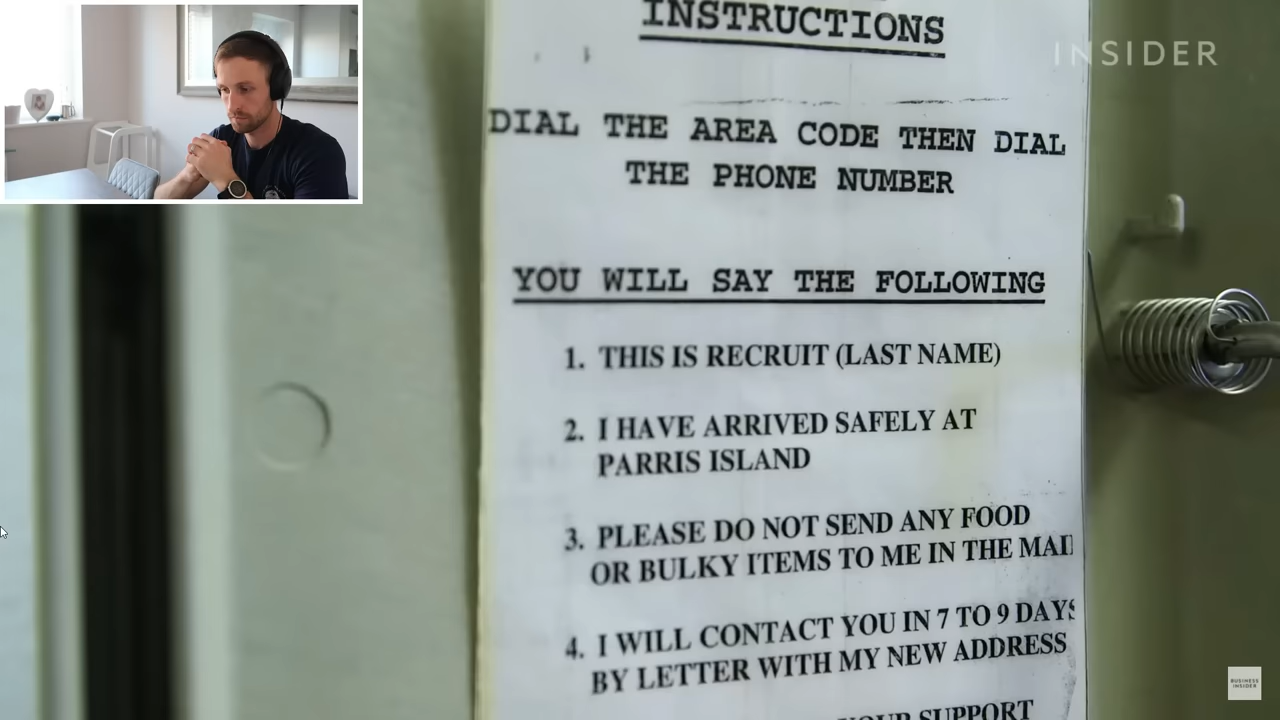 INSTRUCTIONS
INSIDER
DIAL THE AREA CODE THEN DIAL
THE PHONE NUMBER
YOU WILL SAY THE FOLLOWING
1. THIS IS RECRUIT (LAST NAME)
2. I HAVE ARRIVED SAFELY AT
PARRIS ISLAND
3. PLEASE DO NOT SEND ANY FOOD
OR BULKY ITEMS TO ME IN THE MAIL
4. I WILL CONTACT YOU IN 7 TO 9 DAYS
BY LETTER WITH MY NEW ADDRESS
YOUR SUPPORT
BUSINESS
INSIDER